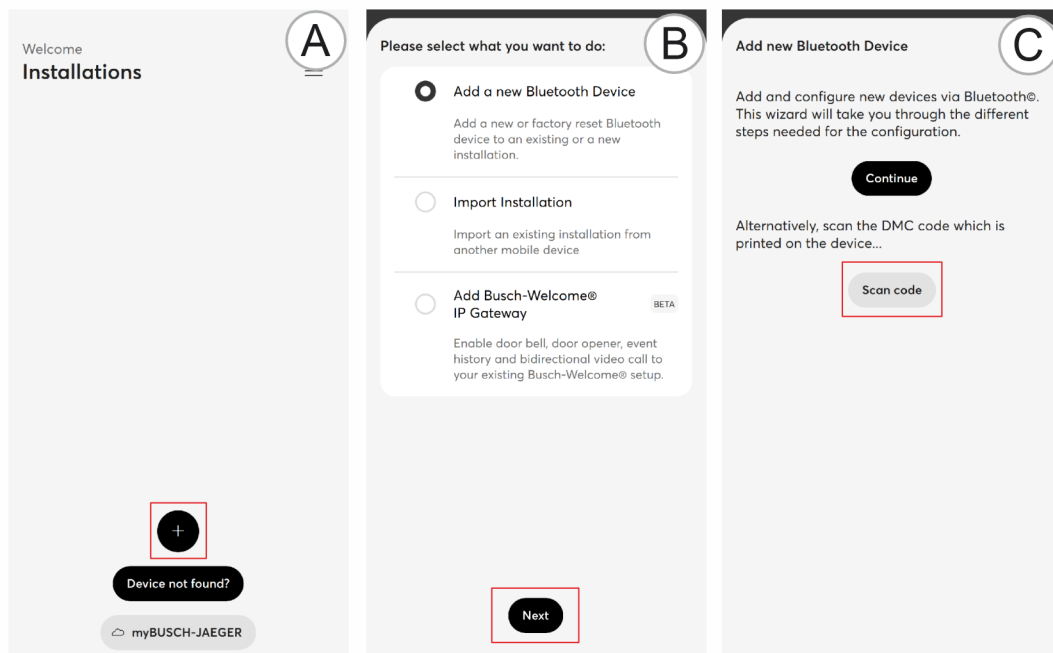 A
Welcome
Installations
+
Device not found?
myBUSCH-JAEGER
B
Please select what you want to do:
Add a new Bluetooth Device
Add a new or factory reset Bluetooth
device to an existing or a new
installation.
Import Installation
Import an existing installation from
another mobile device
Add Busch-Welcome®
IP Gateway
BETA
Enable door bell, door opener, event
history and bidirectional video call to
your existing Busch-Welcome® setup.
Next
C
Add new Bluetooth Device
Add and configure new devices via Bluetooth©.
This wizard will take you through the different
steps needed for the configuration.
Continue
Alternatively, scan the DMC code which is
printed on the device...
Scan code